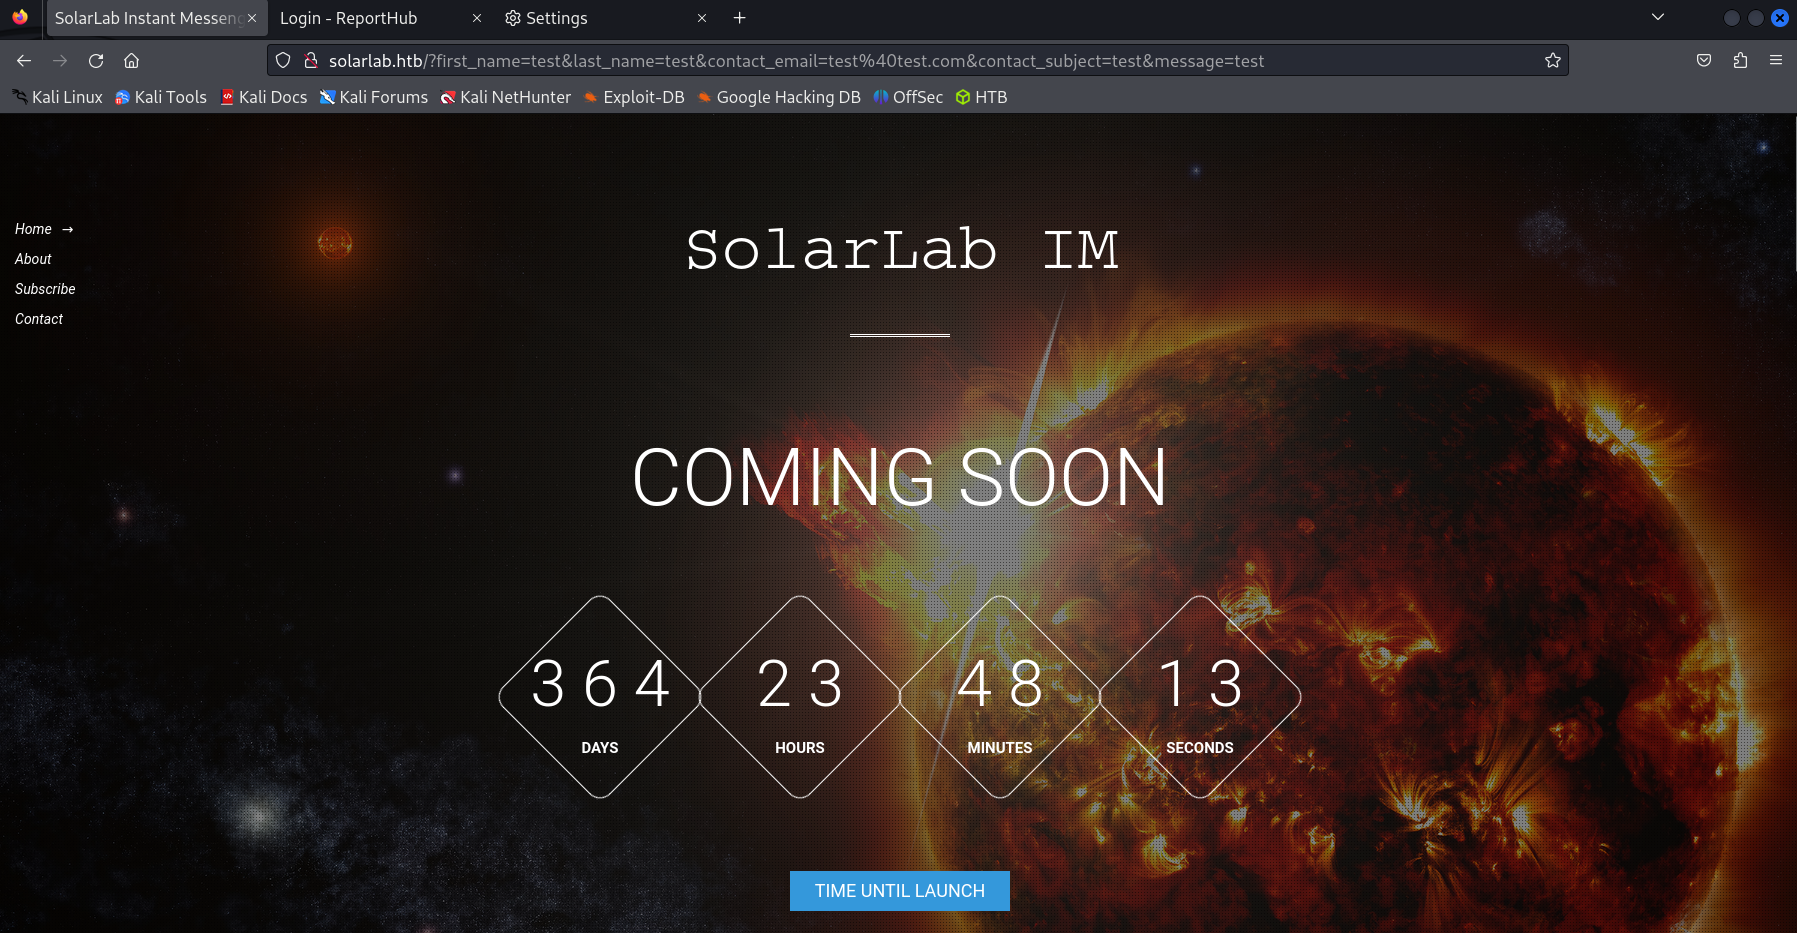 SolarLab Instant Messeng
Login - ReportHub
Settings
solarlab.htb/?first_name=test&last_name=test&contact_email=test%40test.com&contact_subject=test&message=test
Kali Linux Kali Tools Kali Docs Kali Forums Kali NetHunter Exploit-DB Google Hacking DB OffSec HTB
Home →
About
Subscribe
Contact
SolarLab IM
COMING SOON
364 23 48 13
DAYS HOURS MINUTES SECONDS
TIME UNTIL LAUNCH